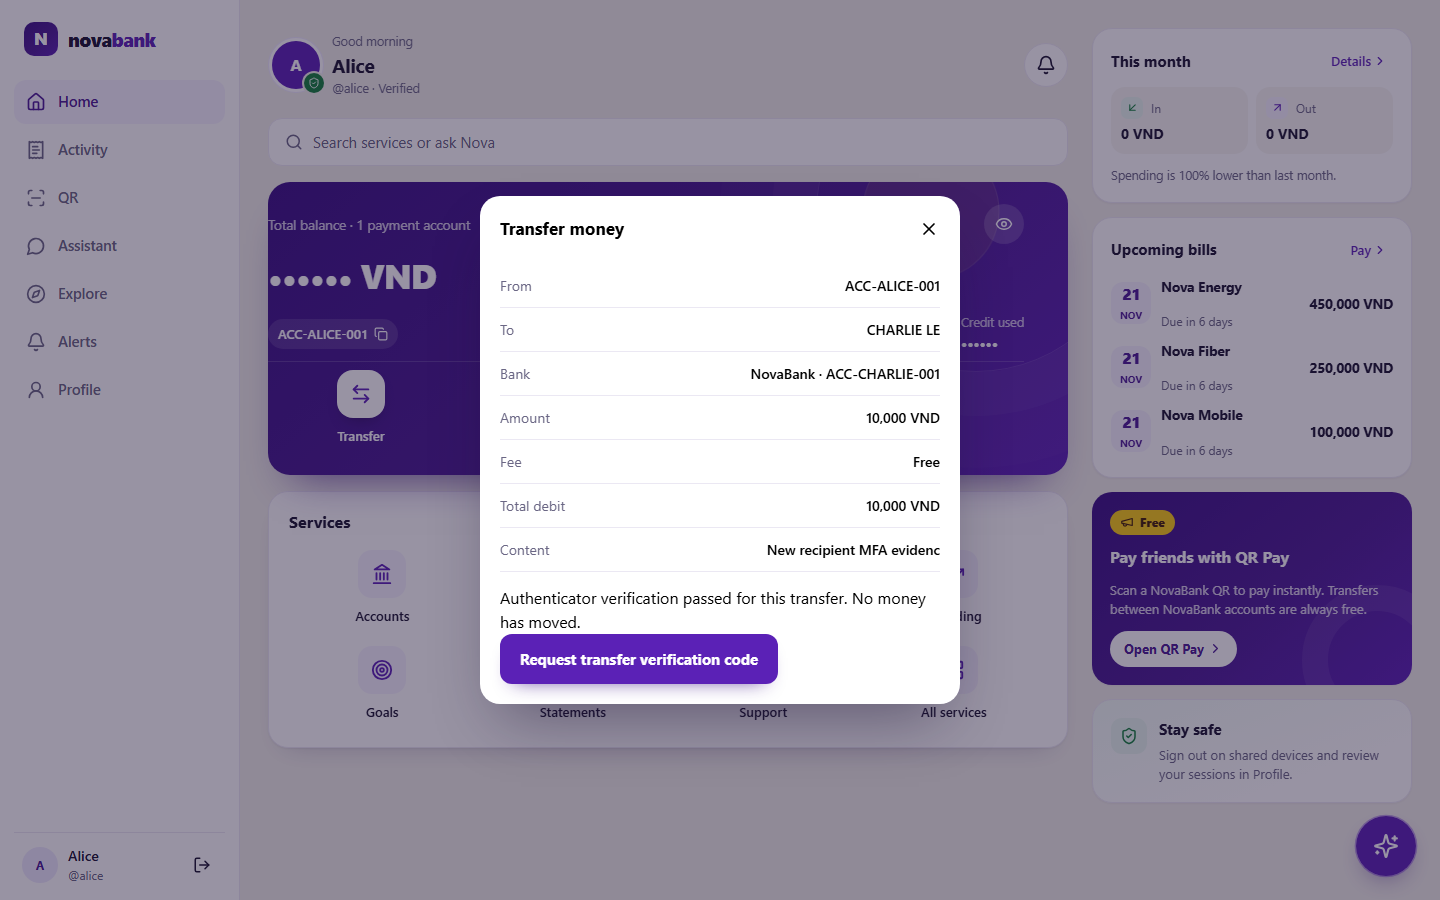 N novabank
Home
Activity
QR
Assistant
Explore
Alerts
Profile
A
Alice
@alice
A
Good morning
Alice
@alice · Verified
Search services or ask Nova
Total balance · 1 payment account
•••••• VND
ACC-ALICE-001
Credit used
••••••
Transfer
Services
Accounts
Goals
Statements
Support
All services
Transfer money
From ACC-ALICE-001
To CHARLIE LE
Bank NovaBank · ACC-CHARLIE-001
Amount 10,000 VND
Fee Free
Total debit 10,000 VND
Content New recipient MFA evidenc
Authenticator verification passed for this transfer. No money
has moved.
Request transfer verification code
This month Details
In Out
0 VND 0 VND
Spending is 100% lower than last month.
Upcoming bills Pay
21 NOV Nova Energy 450,000 VND
Due in 6 days
21 NOV Nova Fiber 250,000 VND
Due in 6 days
21 NOV Nova Mobile 100,000 VND
Due in 6 days
Free
Pay friends with QR Pay
Scan a NovaBank QR to pay instantly. Transfers
between NovaBank accounts are always free.
Open QR Pay
Stay safe
Sign out on shared devices and review
your sessions in Profile.